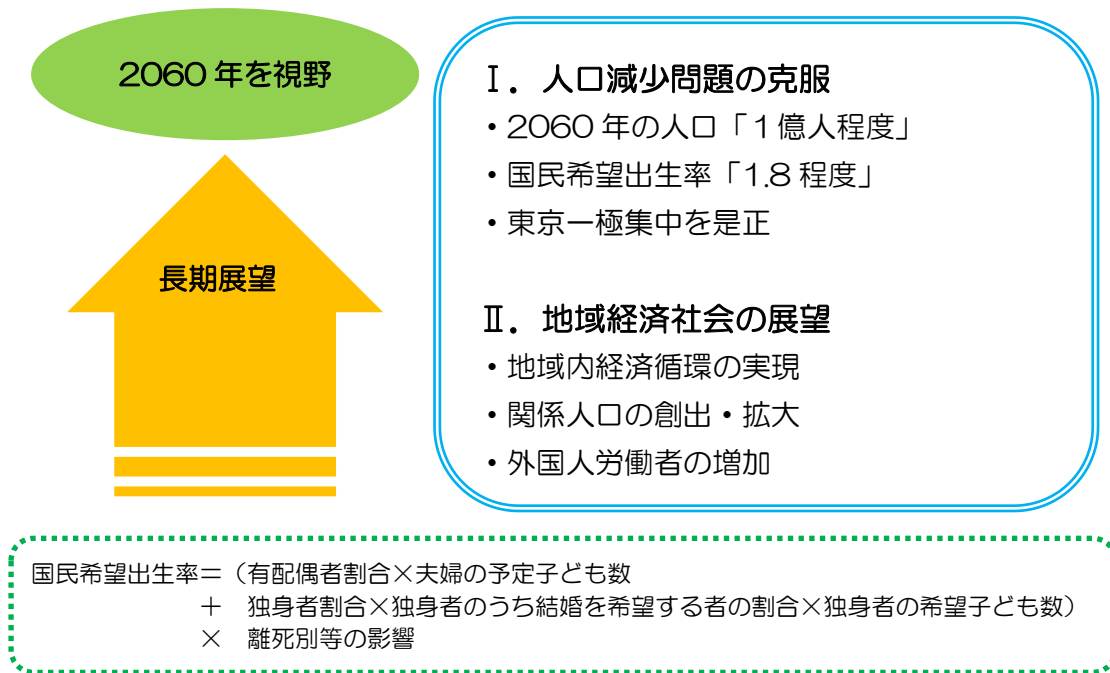 2060 年を視野
長期展望
Ⅰ．人口減少問題の克服
・2060 年の人口「１億人程度」
・国民希望出生率「1.8 程度」
・東京一極集中を是正
Ⅱ．地域経済社会の展望
・地域内経済循環の実現
・関係人口の創出・拡大
・外国人労働者の増加
国民希望出生率＝（有配偶者割合×夫婦の予定子ども数
＋　独身者割合×独身者のうち結婚を希望する者の割合×独身者の希望子ども数）
×　離死別等の影響